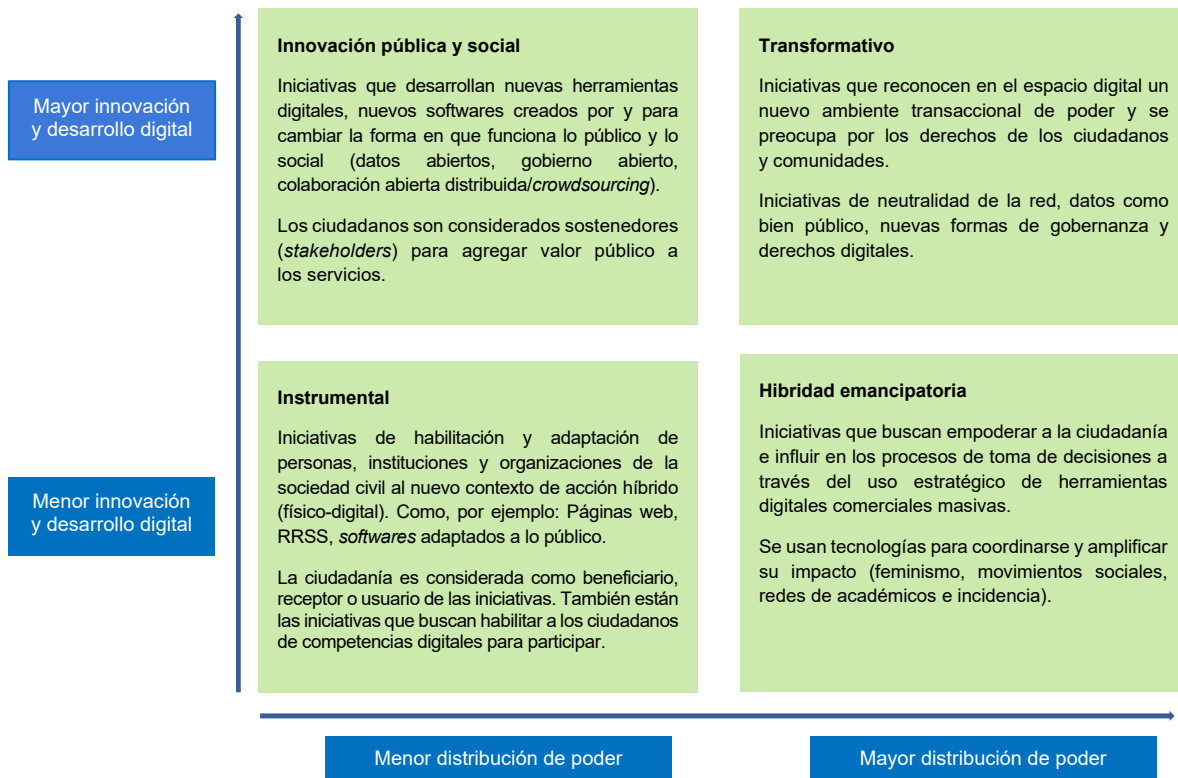 Mayor innovación
y desarrollo digital
Innovación pública y social
Iniciativas que desarrollan nuevas herramientas
digitales, nuevos softwares creados por y para
cambiar la forma en que funciona lo público y lo
social (datos abiertos, gobierno abierto,
colaboración abierta distribuida/crowdsourcing).
Los ciudadanos son considerados sostenedores
(stakeholders) para agregar valor público a
los servicios.
Transformativo
Iniciativas que reconocen en el espacio digital un
nuevo ambiente transaccional de poder y se
preocupa por los derechos de los ciudadanos
y comunidades.
Iniciativas de neutralidad de la red, datos como
bien público, nuevas formas de gobernanza y
derechos digitales.
Menor innovación
y desarrollo digital
Instrumental
Iniciativas de habilitación y adaptación de
personas, instituciones y organizaciones de la
sociedad civil al nuevo contexto de acción híbrido
(físico-digital). Como, por ejemplo: Páginas web,
RRSS, softwares adaptados a lo público.
La ciudadanía es considerada como beneficiario,
receptor o usuario de las iniciativas. También están
las iniciativas que buscan habilitar a los ciudadanos
de competencias digitales para participar.
Hibridad emancipatoria
Iniciativas que buscan empoderar a la ciudadanía
e influir en los procesos de toma de decisiones a
través del uso estratégico de herramientas
digitales comerciales masivas.
Se usan tecnologías para coordinarse y amplificar
su impacto (feminismo, movimientos sociales,
redes de académicos e incidencia).
Menor distribución de poder
Mayor distribución de poder